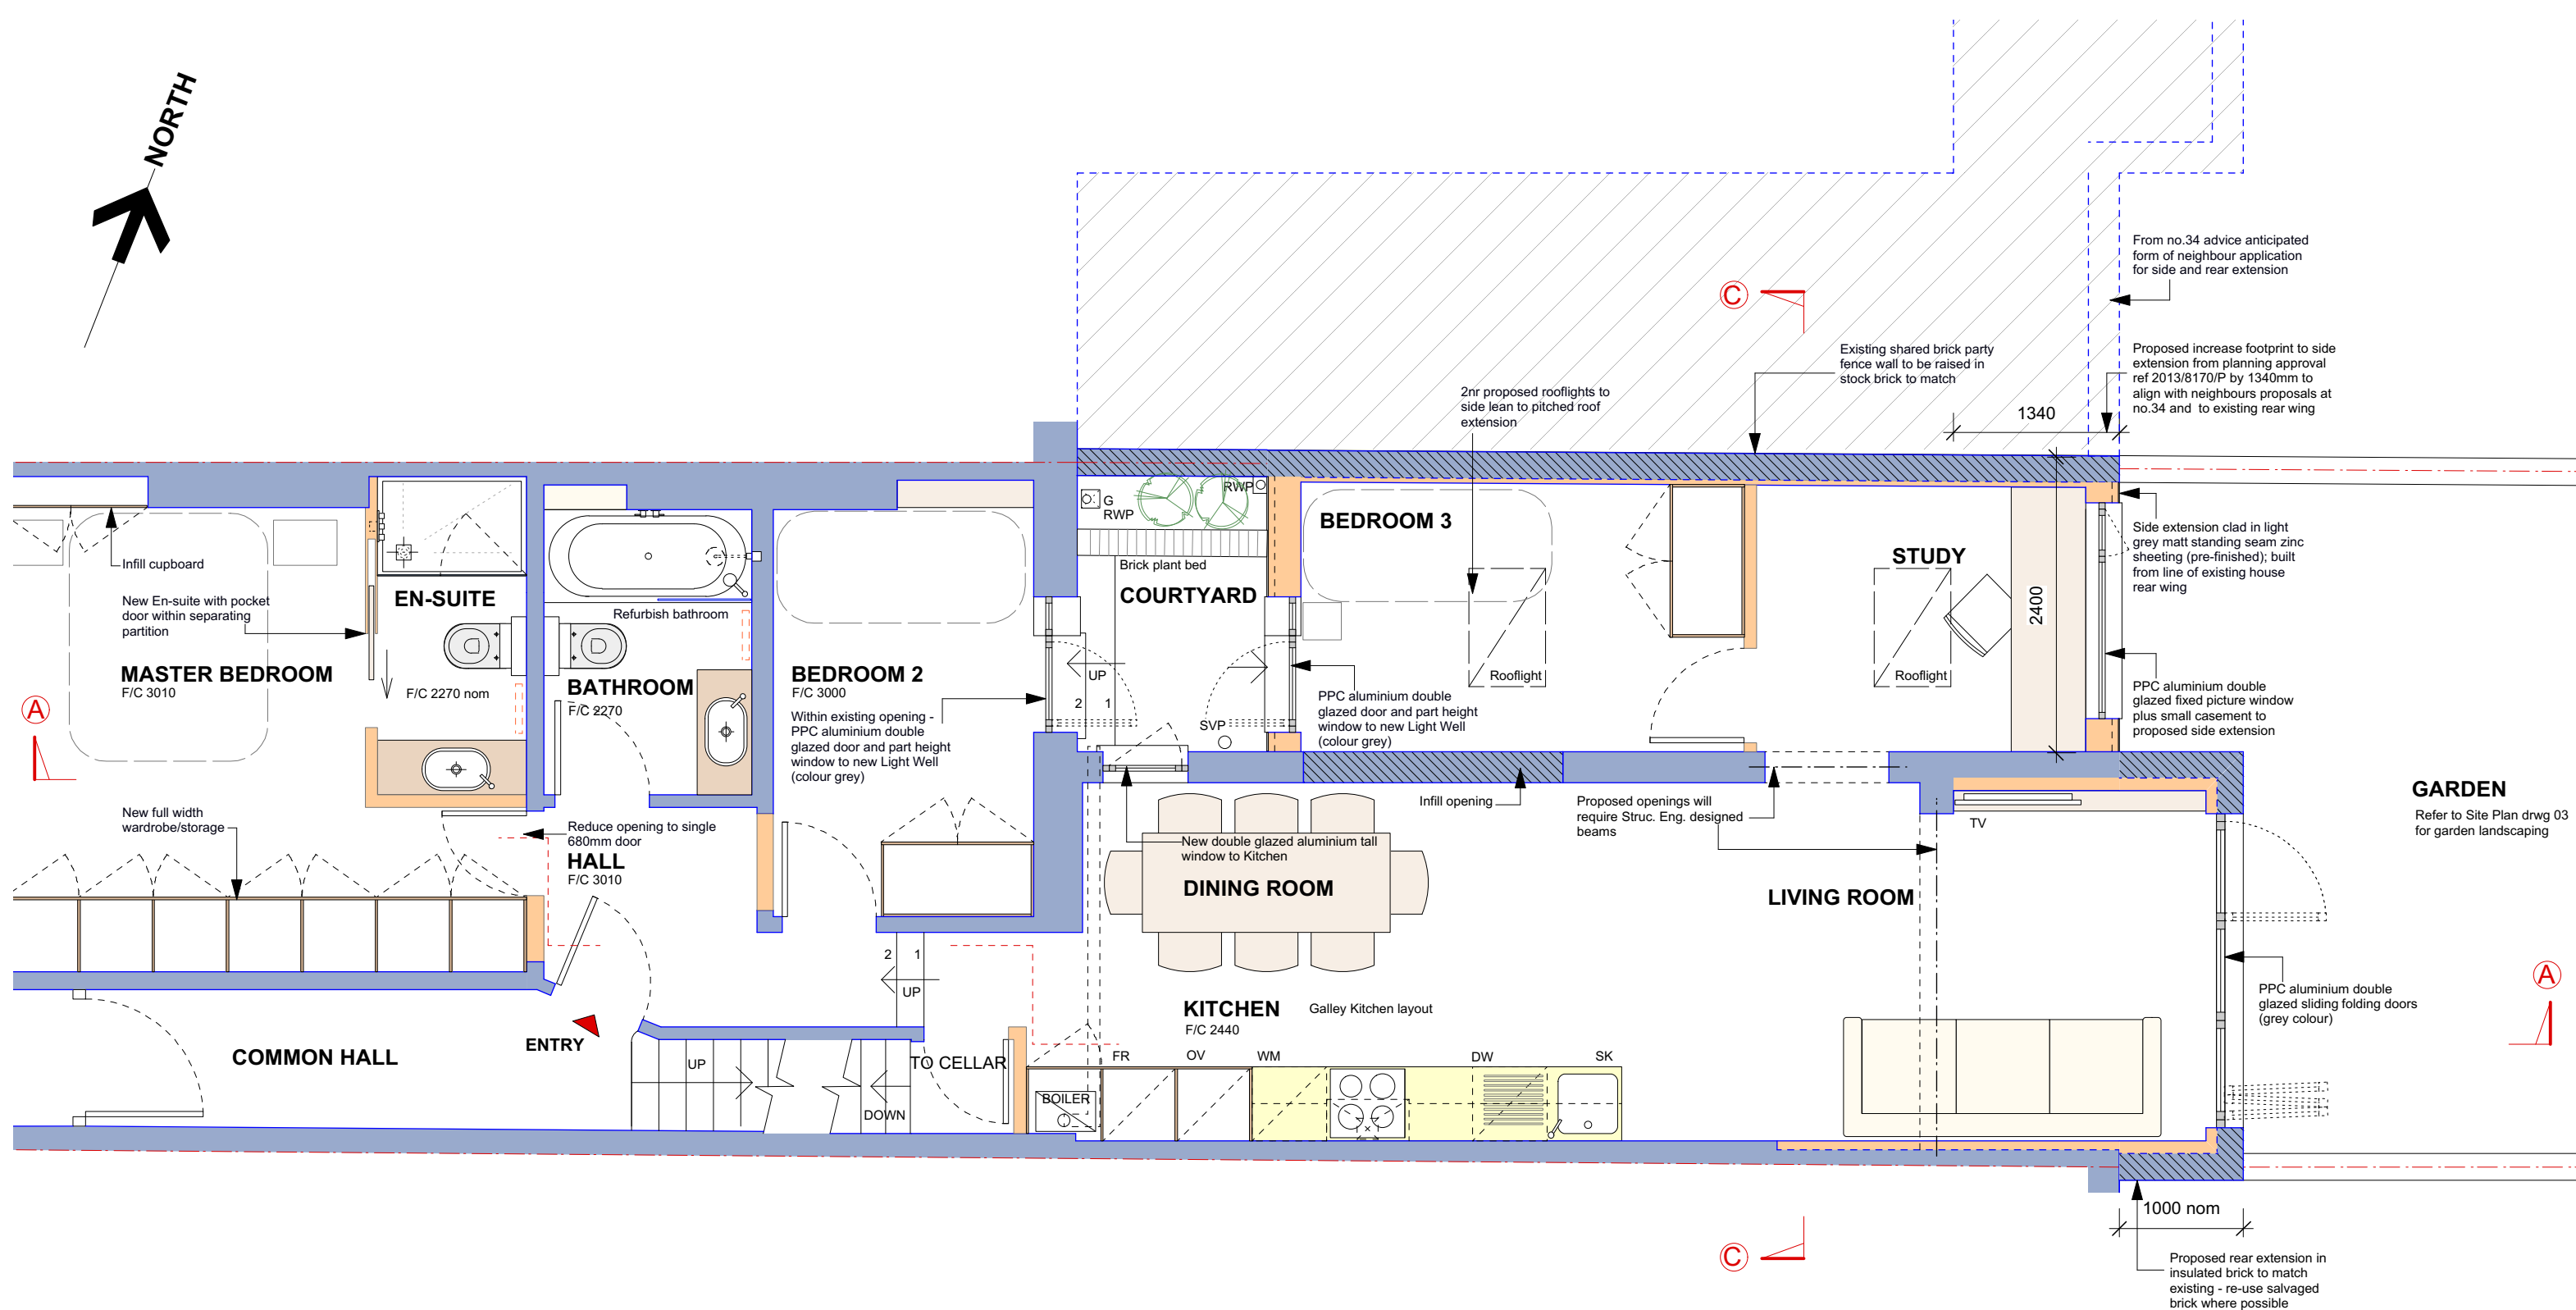 NORTH
From no.34 advice anticipated
form of neighbour application
for side and rear extension
C
Existing shared brick party
fence wall to be raised in
stock brick to match
Proposed increase footprint to side
extension from planning approval
ref 2013/8170/P by 1340mm to
align with neighbours proposals at
no.34 and  to existing rear wing
2nr proposed rooflights to
side lean to pitched roof
extension
1340
Infill cupboard
New En-suite with pocket
door within separating
partition
MASTER BEDROOM
F/C 3010
A
EN-SUITE
F/C 2270 nom
Refurbish bathroom
BATHROOM
F/C 2270
BEDROOM 2
F/C 3000
Within existing opening -
PPC aluminium double
glazed door and part height
window to new Light Well
(colour grey)
G
RWP
RWP
Brick plant bed
COURTYARD
UP
2
1
SVP
BEDROOM 3
Rooflight
PPC aluminium double
glazed door and part height
window to new Light Well
(colour grey)
STUDY
Rooflight
2400
Side extension clad in light
grey matt standing seam zinc
sheeting (pre-finished); built
from line of existing house
rear wing
PPC aluminium double
glazed fixed picture window
plus small casement to
proposed side extension
GARDEN
Refer to Site Plan drwg 03
for garden landscaping
New full width
wardrobe/storage
Reduce opening to single
680mm door
HALL
F/C 3010
Infill opening
Proposed openings will
require Struc. Eng. designed
beams
TV
New double glazed aluminium tall
window to Kitchen
DINING ROOM
LIVING ROOM
2
1
UP
KITCHEN
F/C 2440
Galley Kitchen layout
PPC aluminium double
glazed sliding folding doors
(grey colour)
A
COMMON HALL
ENTRY
UP
DOWN
TO CELLAR
BOILER
FR
OV
WM
DW
SK
1000 nom
C
Proposed rear extension in
insulated brick to match
existing - re-use salvaged
brick where possible